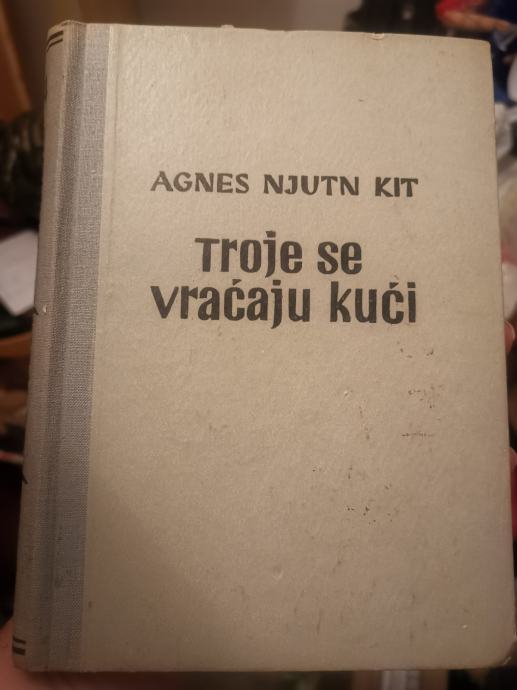 AGNES NJUTN KIT
Troje se
vraćaju kući